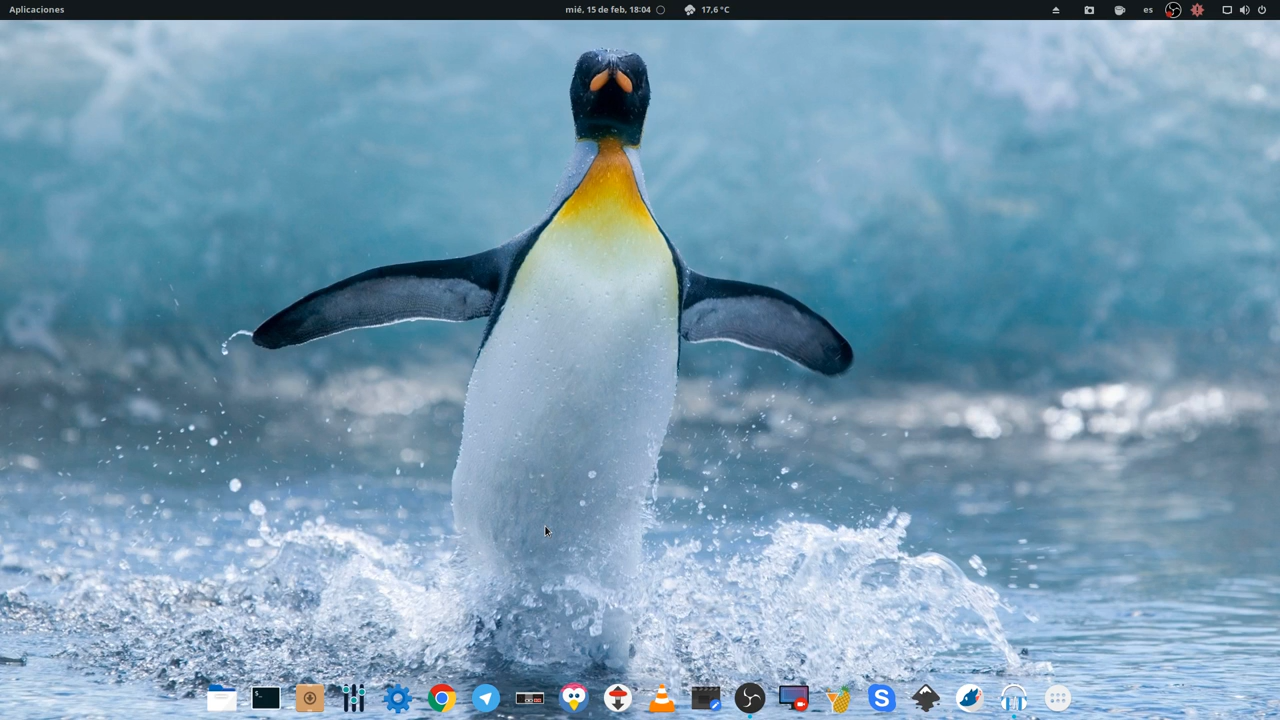 Aplicaciones
mié, 15 de feb, 18:04
17,6 °C
es
$_
S